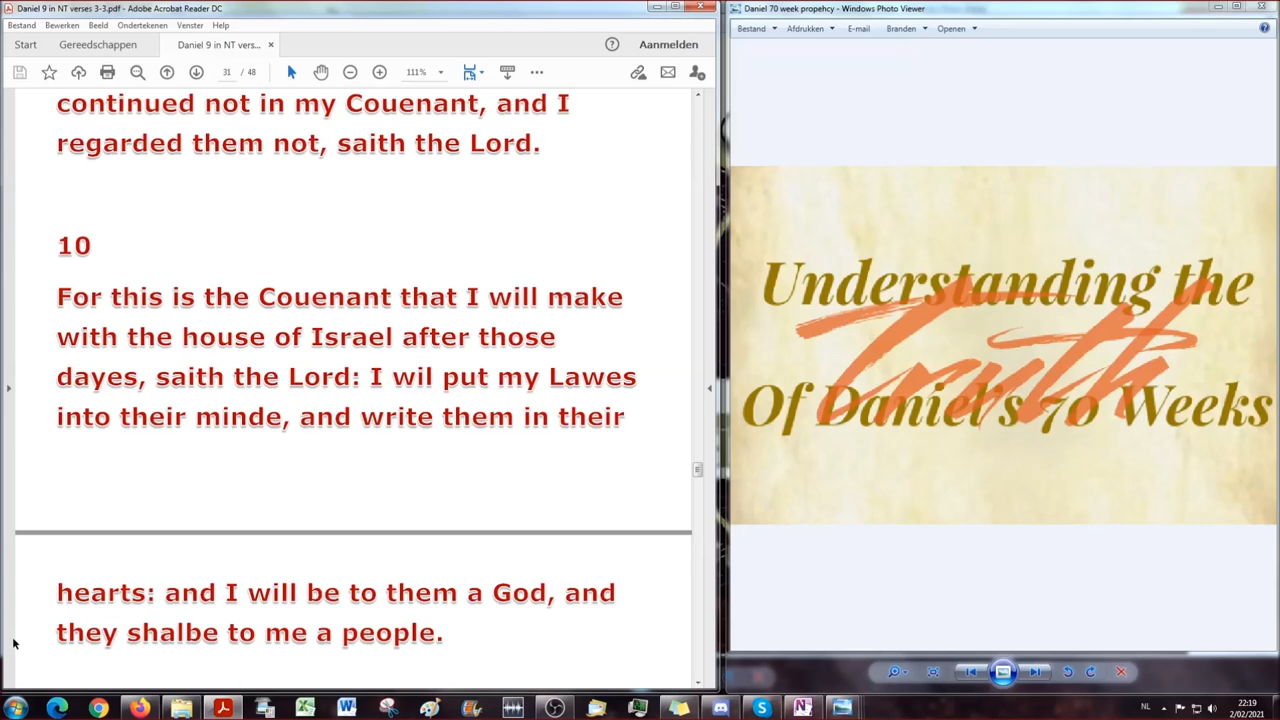 Daniel 9 in NT verses 3-3.pdf - Adobe Acrobat Reader DC
Bestand Bewerken Beeld Ondertekenen Venster Help
Start Gereedschappen Daniel 9 in NT vers... × Aanmelden
31 / 48 111%
continued not in my Couenant, and I
regarded them not, saith the Lord.
10
For this is the Couenant that I will make
with the house of Israel after those
dayes, saith the Lord: I wil put my Lawes
into their minde, and write them in their
hearts: and I will be to them a God, and
they shalbe to me a people.
Daniel 70 week propehcy - Windows Photo Viewer
Bestand Afdrukken E-mail Branden Openen
Understanding the
Truth
Of Daniel's 70 Weeks
NL 22:19
2/02/2021